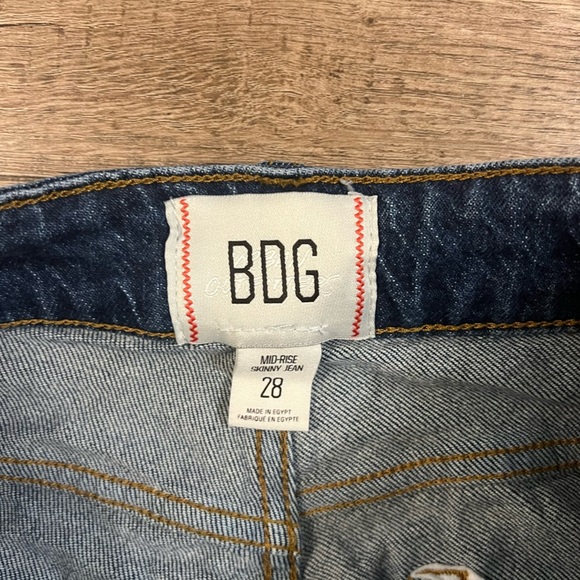 BDG
MID-RISE
SKINNY JEAN
28
MADE IN EGYPT
FABRIQUÉ EN EGYPTE